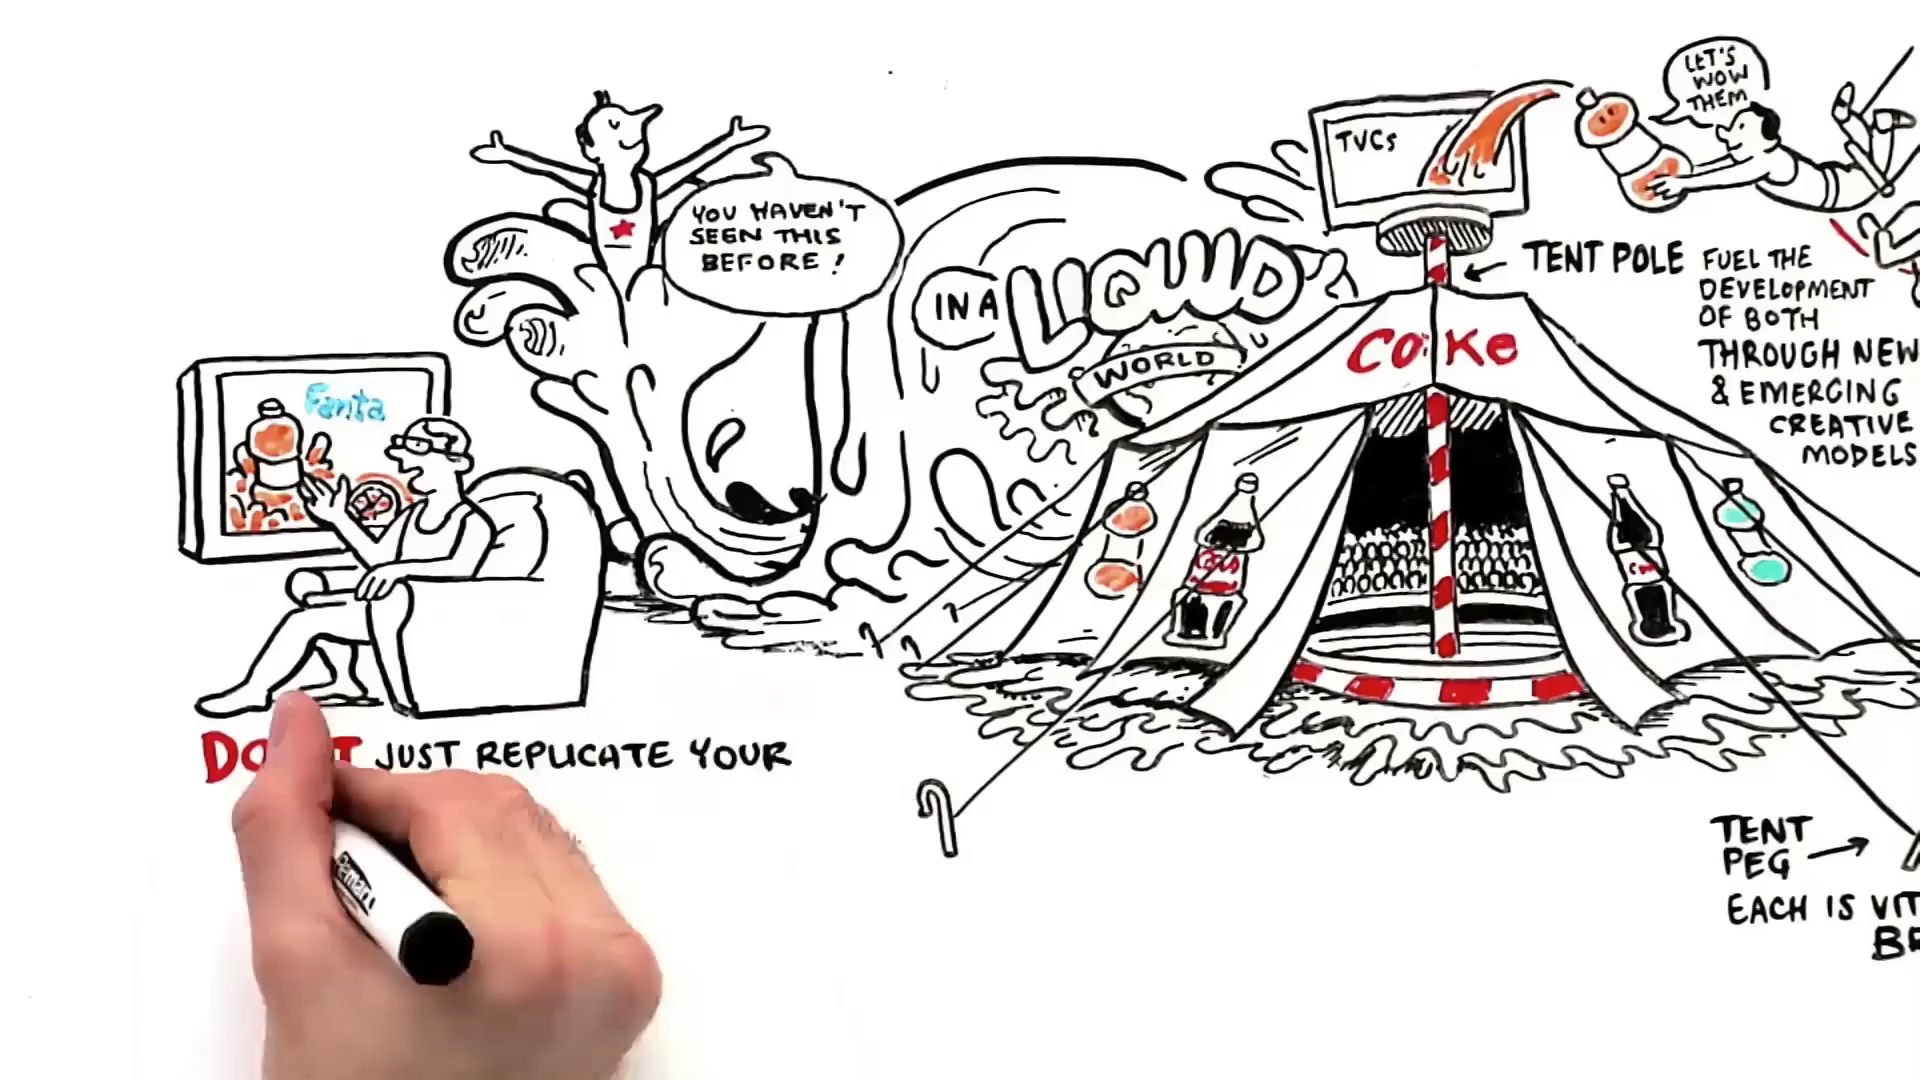 YOU HAVEN'T
SEEN THIS
BEFORE!
IN A
LIQUID
WORLD
TVCs
LET'S
WOW
THEM
TENT POLE
FUEL THE
DEVELOPMENT
OF BOTH
THROUGH NEW
& EMERGING
CREATIVE
MODELS
Coke
Fanta
JUST REPLICATE YOUR
TENT
PEG
EACH IS